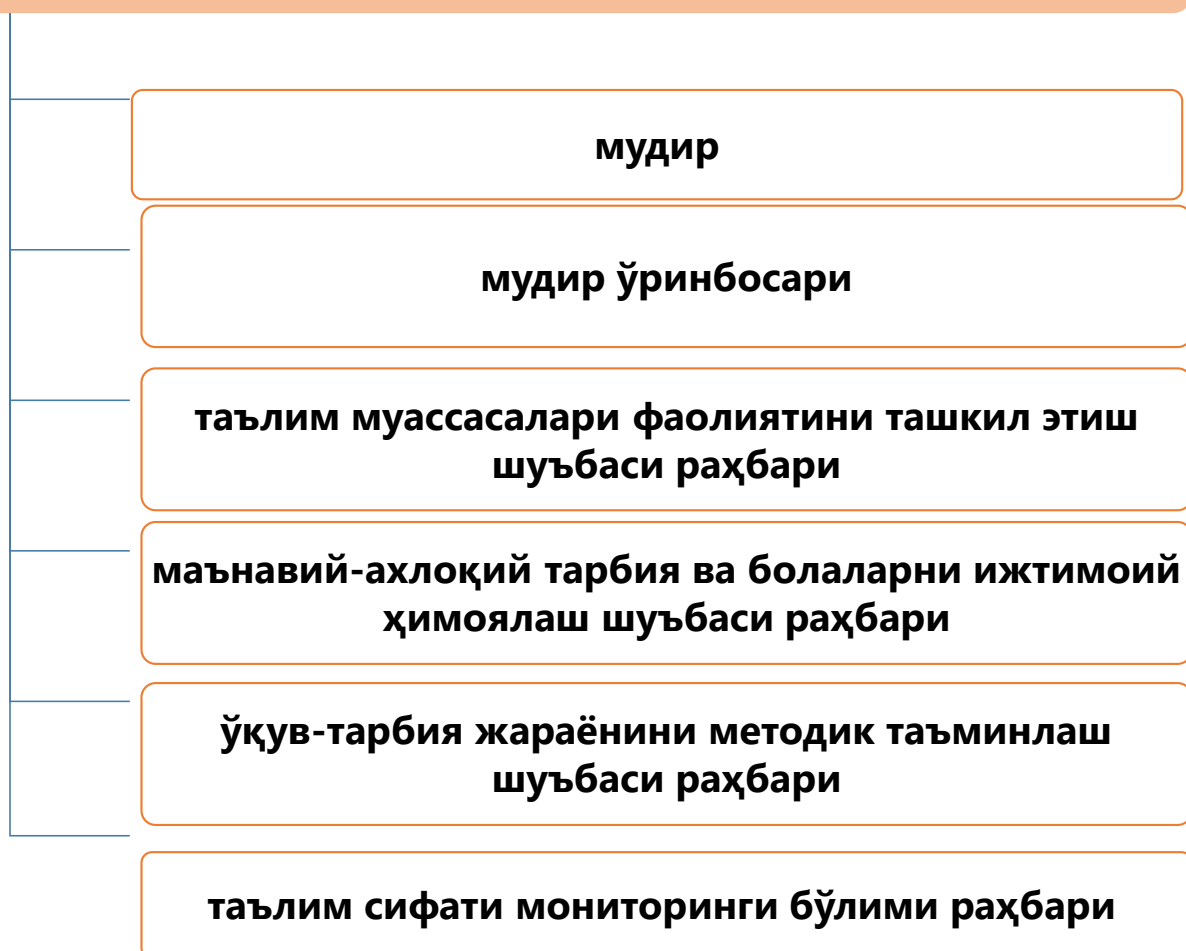 мудир
мудир ўринбосари
таълим муассасалари фаолиятини ташкил этиш
шуъбаси раҳбари
маънавий-ахлоқий тарбия ва болаларни ижтимоий
ҳимоялаш шуъбаси раҳбари
ўқув-тарбия жараёнини методик таъминлаш
шуъбаси раҳбари
таълим сифати мониторинги бўлими раҳбари